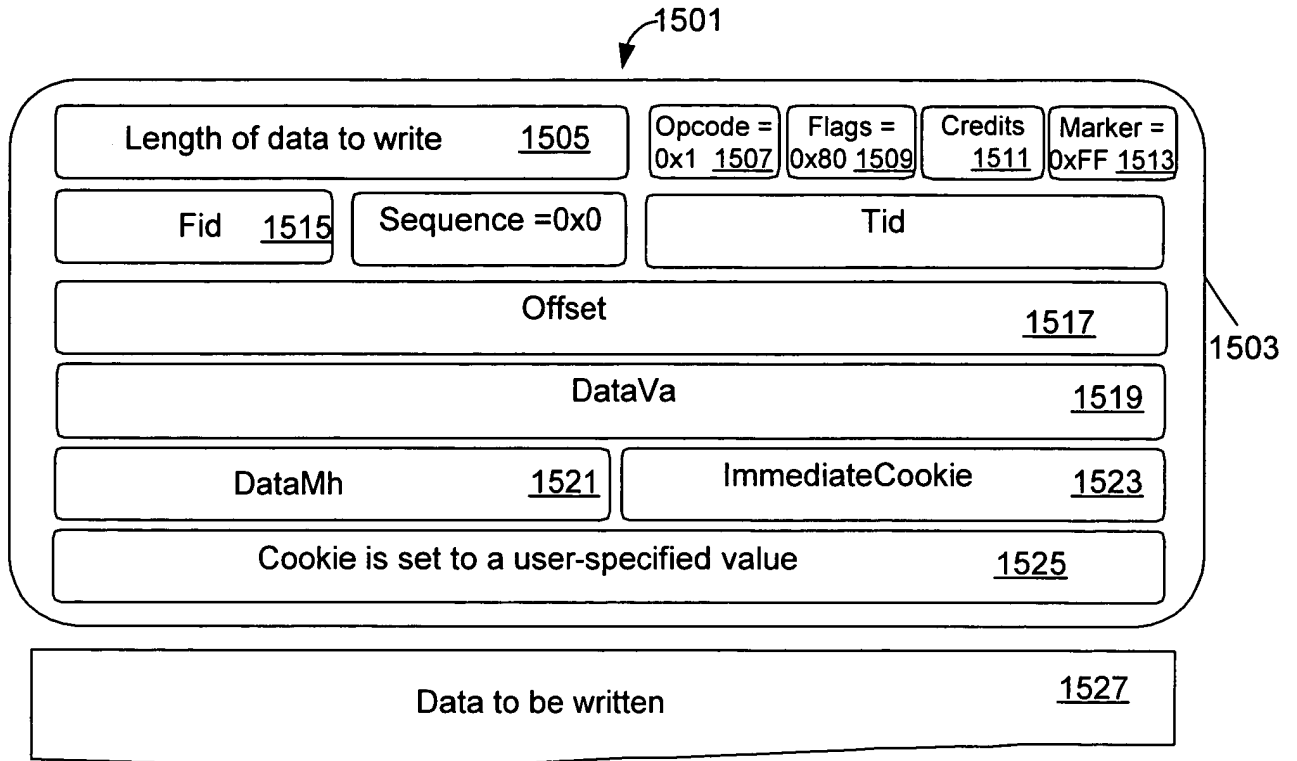 1501
Length of data to write 1505
Opcode =
0x1 1507
Flags =
0x80 1509
Credits
1511
Marker =
0xFF 1513
Fid 1515
Sequence =0x0
Tid
Offset 1517
1503
DataVa 1519
DataMh 1521
ImmediateCookie 1523
Cookie is set to a user-specified value 1525
Data to be written 1527